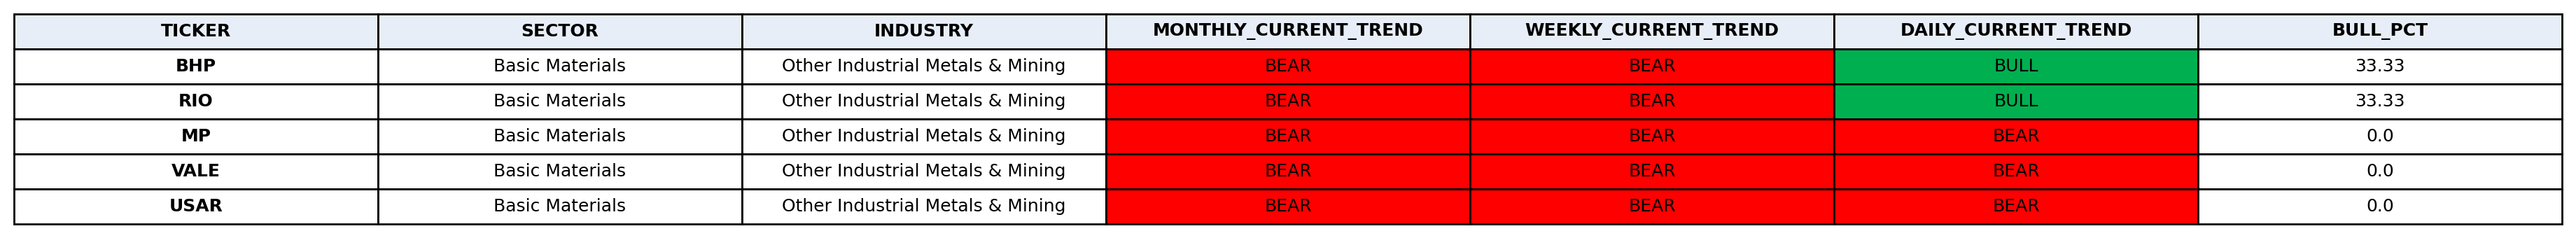 TICKER SECTOR INDUSTRY MONTHLY_CURRENT_TREND WEEKLY_CURRENT_TREND DAILY_CURRENT_TREND BULL_PCT
BHP Basic Materials Other Industrial Metals & Mining BEAR BEAR BULL 33.33
RIO Basic Materials Other Industrial Metals & Mining BEAR BEAR BULL 33.33
MP Basic Materials Other Industrial Metals & Mining BEAR BEAR BEAR 0.0
VALE Basic Materials Other Industrial Metals & Mining BEAR BEAR BEAR 0.0
USAR Basic Materials Other Industrial Metals & Mining BEAR BEAR BEAR 0.0